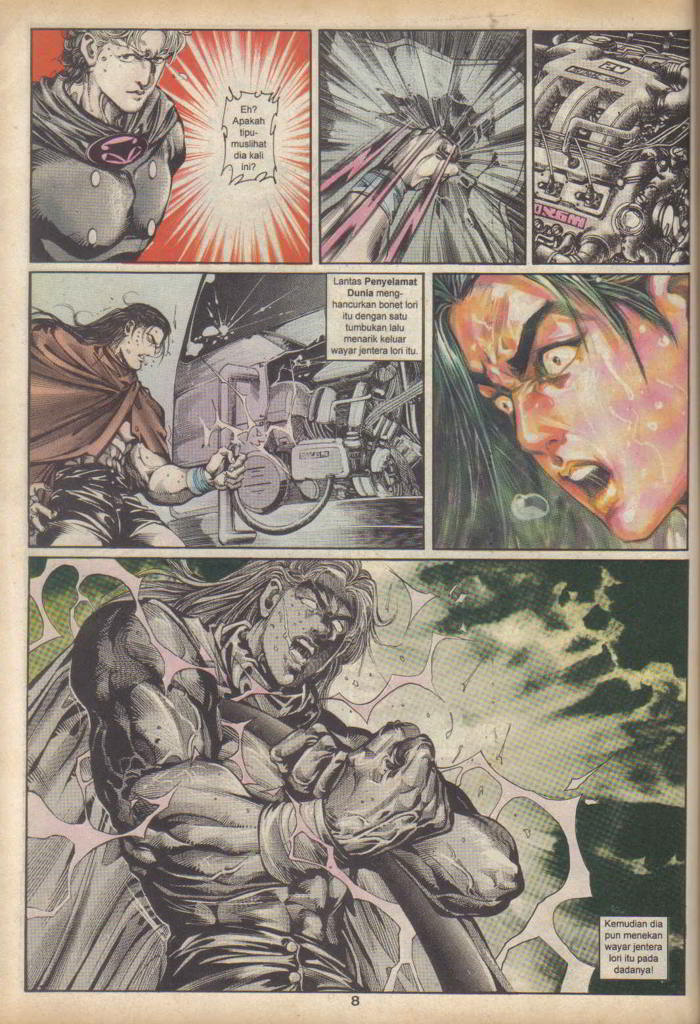 Eh?
Apakah
tipu-
muslihat
dia kali
ini?
Lantas Penyelamat
Dunia meng-
hancurkan bonet lori
itu dengan satu
tumbukan lalu
menarik keluar
wayar jentera lori itu.
Kemudian dia
pun menekan
wayar jentera
lori itu pada
dadanya!
8